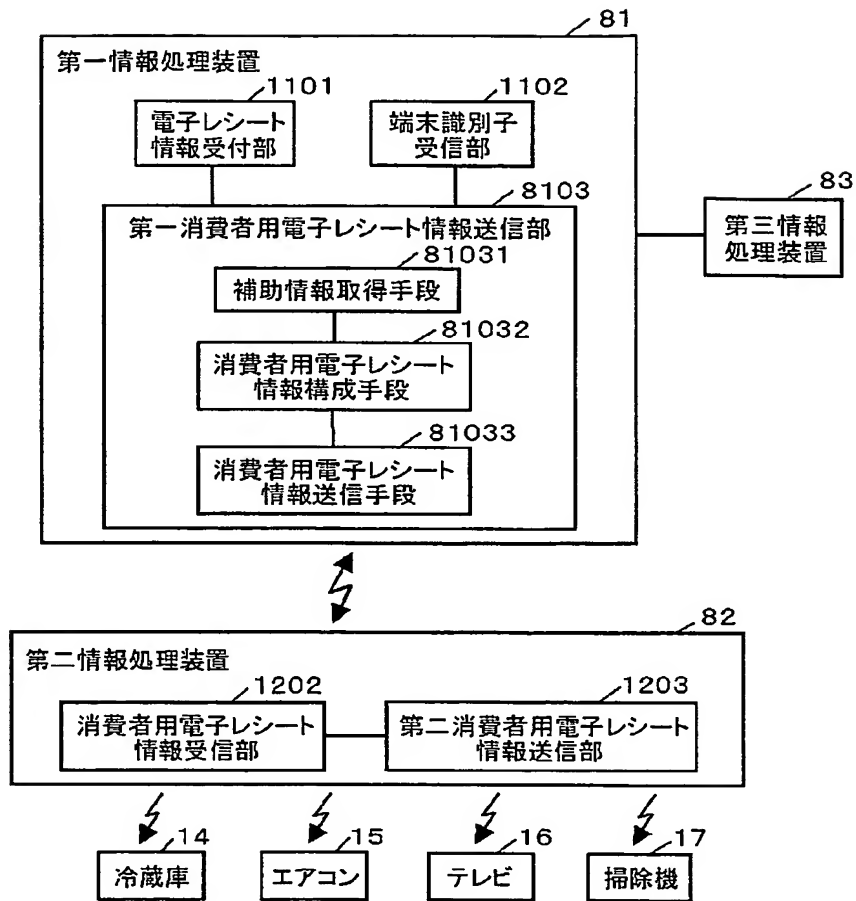 81
第一情報処理装置
1101
電子レシート
情報受付部
1102
端末識別子
受信部
8103
第一消費者用電子レシート情報送信部
81031
補助情報取得手段
81032
消費者用電子レシート
情報構成手段
81033
消費者用電子レシート
情報送信手段
83
第三情報
処理装置
82
第二情報処理装置
1202
消費者用電子レシート
情報受信部
1203
第二消費者用電子レシート
情報送信部
14
冷蔵庫
15
エアコン
16
テレビ
17
掃除機